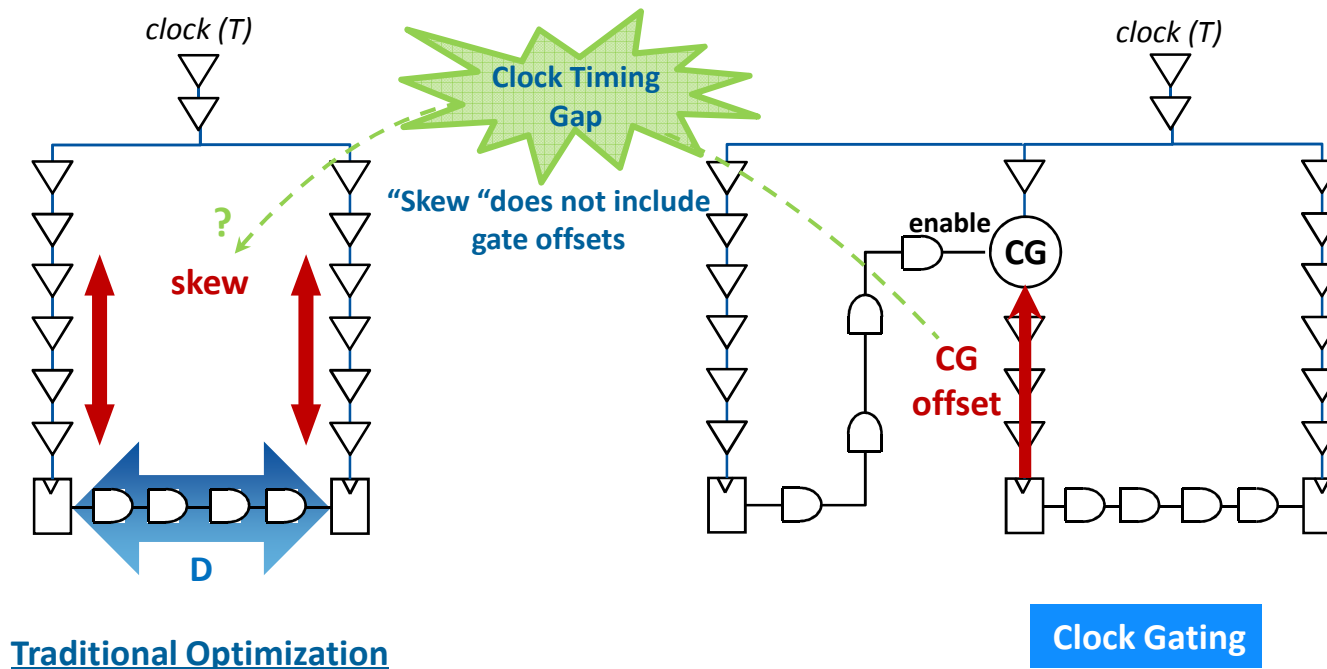 clock (T)
Clock Timing
Gap
clock (T)
"Skew "does not include
gate offsets
?
skew
enable
CG
CG
offset
D
Traditional Optimization
Clock Gating